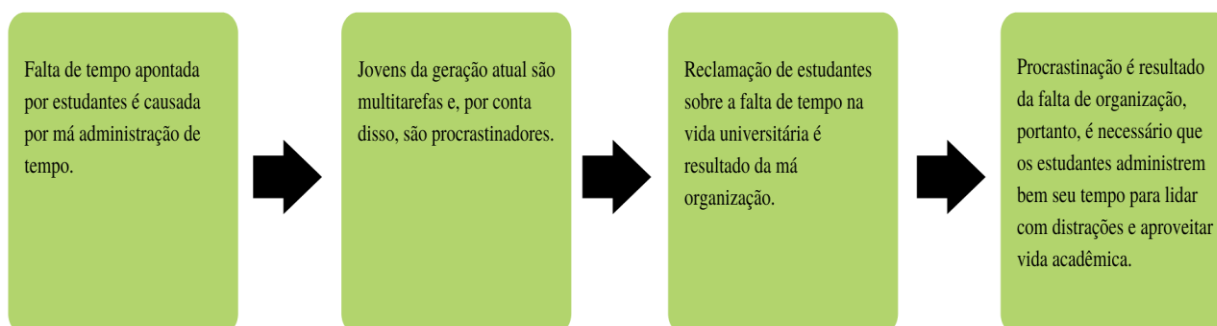 Falta de tempo apontada
por estudantes é causada
por má administração de
tempo.
Jovens da geração atual são
multitarefas e, por conta
disso, são procrastinadores.
Reclamação de estudantes
sobre a falta de tempo na
vida universitária é
resultado da má
organização.
Procrastinação é resultado
da falta de organização,
portanto, é necessário que
os estudantes administrem
bem seu tempo para lidar
com distrações e aproveitar
vida acadêmica.